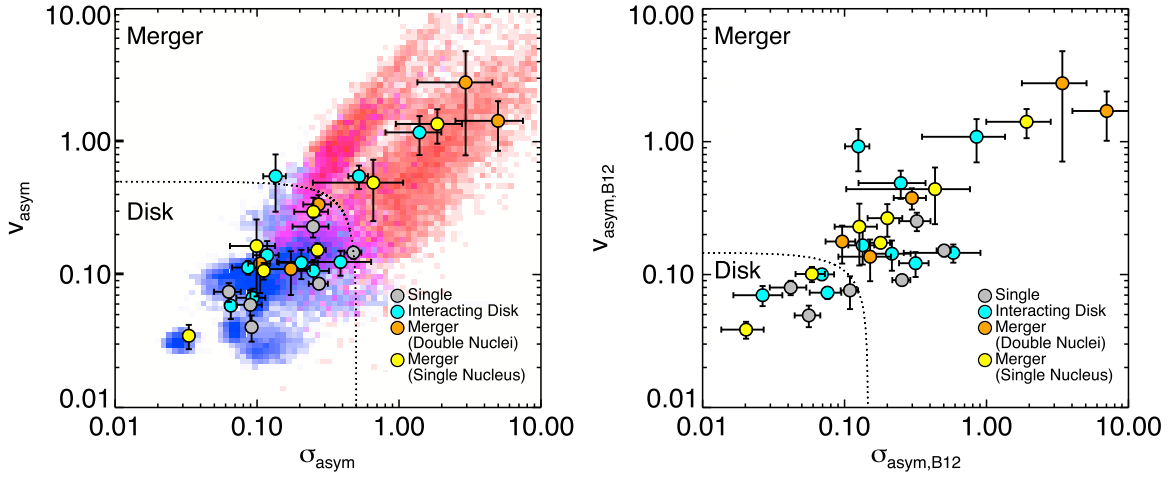 10.00
Merger
1.00
v_asym
Disk
0.10
Single
Interacting Disk
Merger
(Double Nuclei)
Merger
(Single Nucleus)
0.01
0.01 0.10 1.00 10.00
σ_asym
10.00
Merger
1.00
v_asym,B12
0.10
Disk
Single
Interacting Disk
Merger
(Double Nuclei)
Merger
(Single Nucleus)
0.01
0.01 0.10 1.00 10.00
σ_asym,B12